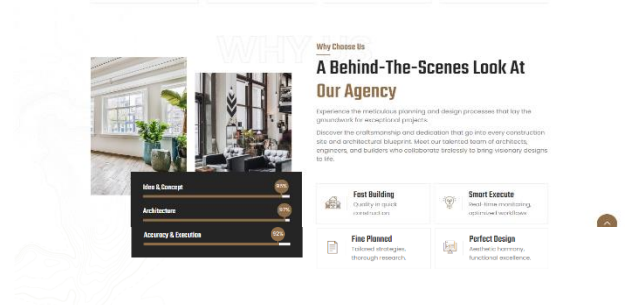 WHY US
Why Choose Us
A Behind-The-Scenes Look At
Our Agency
Experience the meticulous planning and design processes that lay the
groundwork for exceptional projects.
Discover the craftsmanship and dedication that go into every construction
site and architectural blueprint. Meet our talented team of architects,
engineers, and builders who collaborate tirelessly to bring visionary designs
to life.
Idea & Concept
Architecture 97%
Accuracy & Execution 92%
Fast Building
Quality in quick
construction.
Smart Execute
Real-time monitoring,
optimized workflows.
Fine Planned
Tailored strategies,
thorough research.
Perfect Design
Aesthetic harmony,
functional excellence.